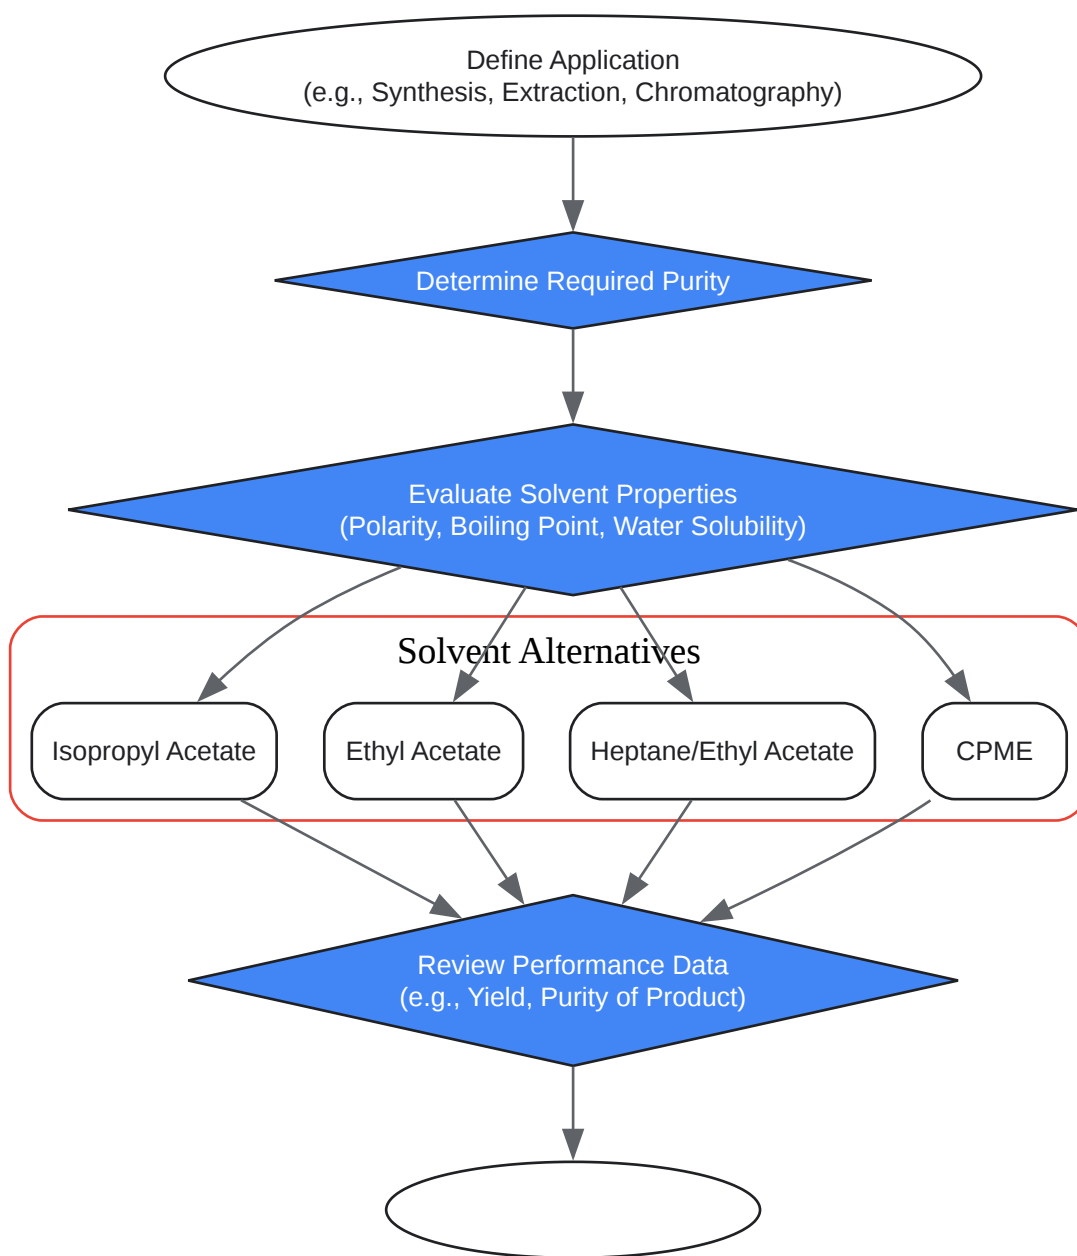 Define Application
(e.g., Synthesis, Extraction, Chromatography)
Determine Required Purity
Evaluate Solvent Properties
(Polarity, Boiling Point, Water Solubility)
Solvent Alternatives
Isopropyl Acetate
Ethyl Acetate
Heptane/Ethyl Acetate
CPME
Review Performance Data
(e.g., Yield, Purity of Product)